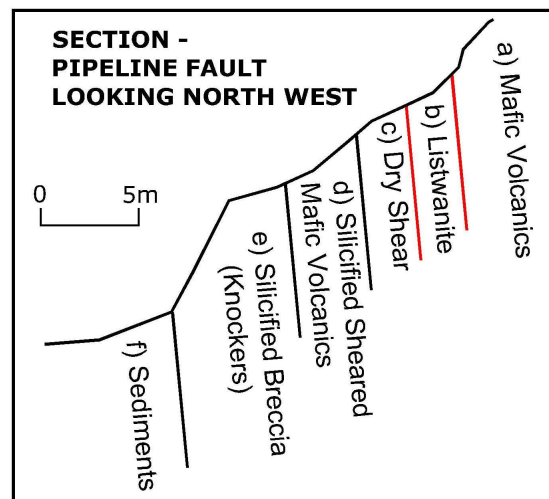 SECTION -
PIPELINE FAULT
LOOKING NORTH WEST
0 5m
a) Mafic Volcanics
b) Listwanite
c) Dry Shear
d) Silicified Sheared
Mafic Volcanics
e) Silicified Breccia
(Knockers)
f) Sediments